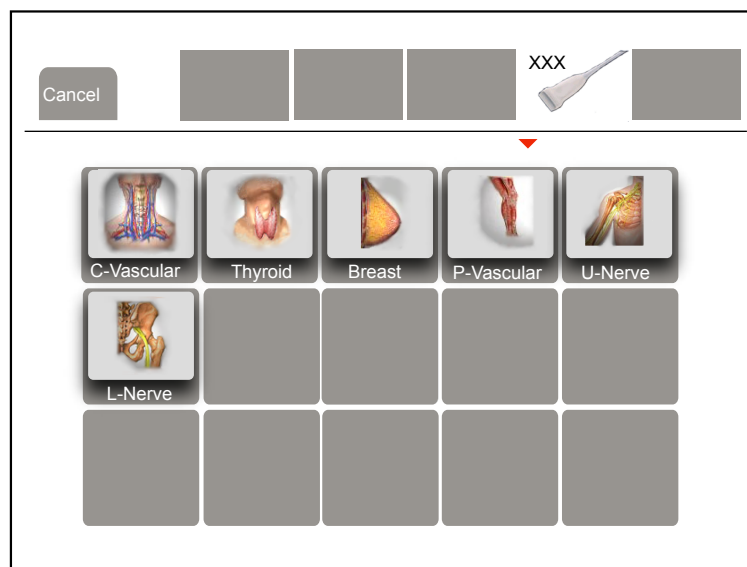 XXX
Cancel
C-Vascular
Thyroid
Breast
P-Vascular
U-Nerve
L-Nerve